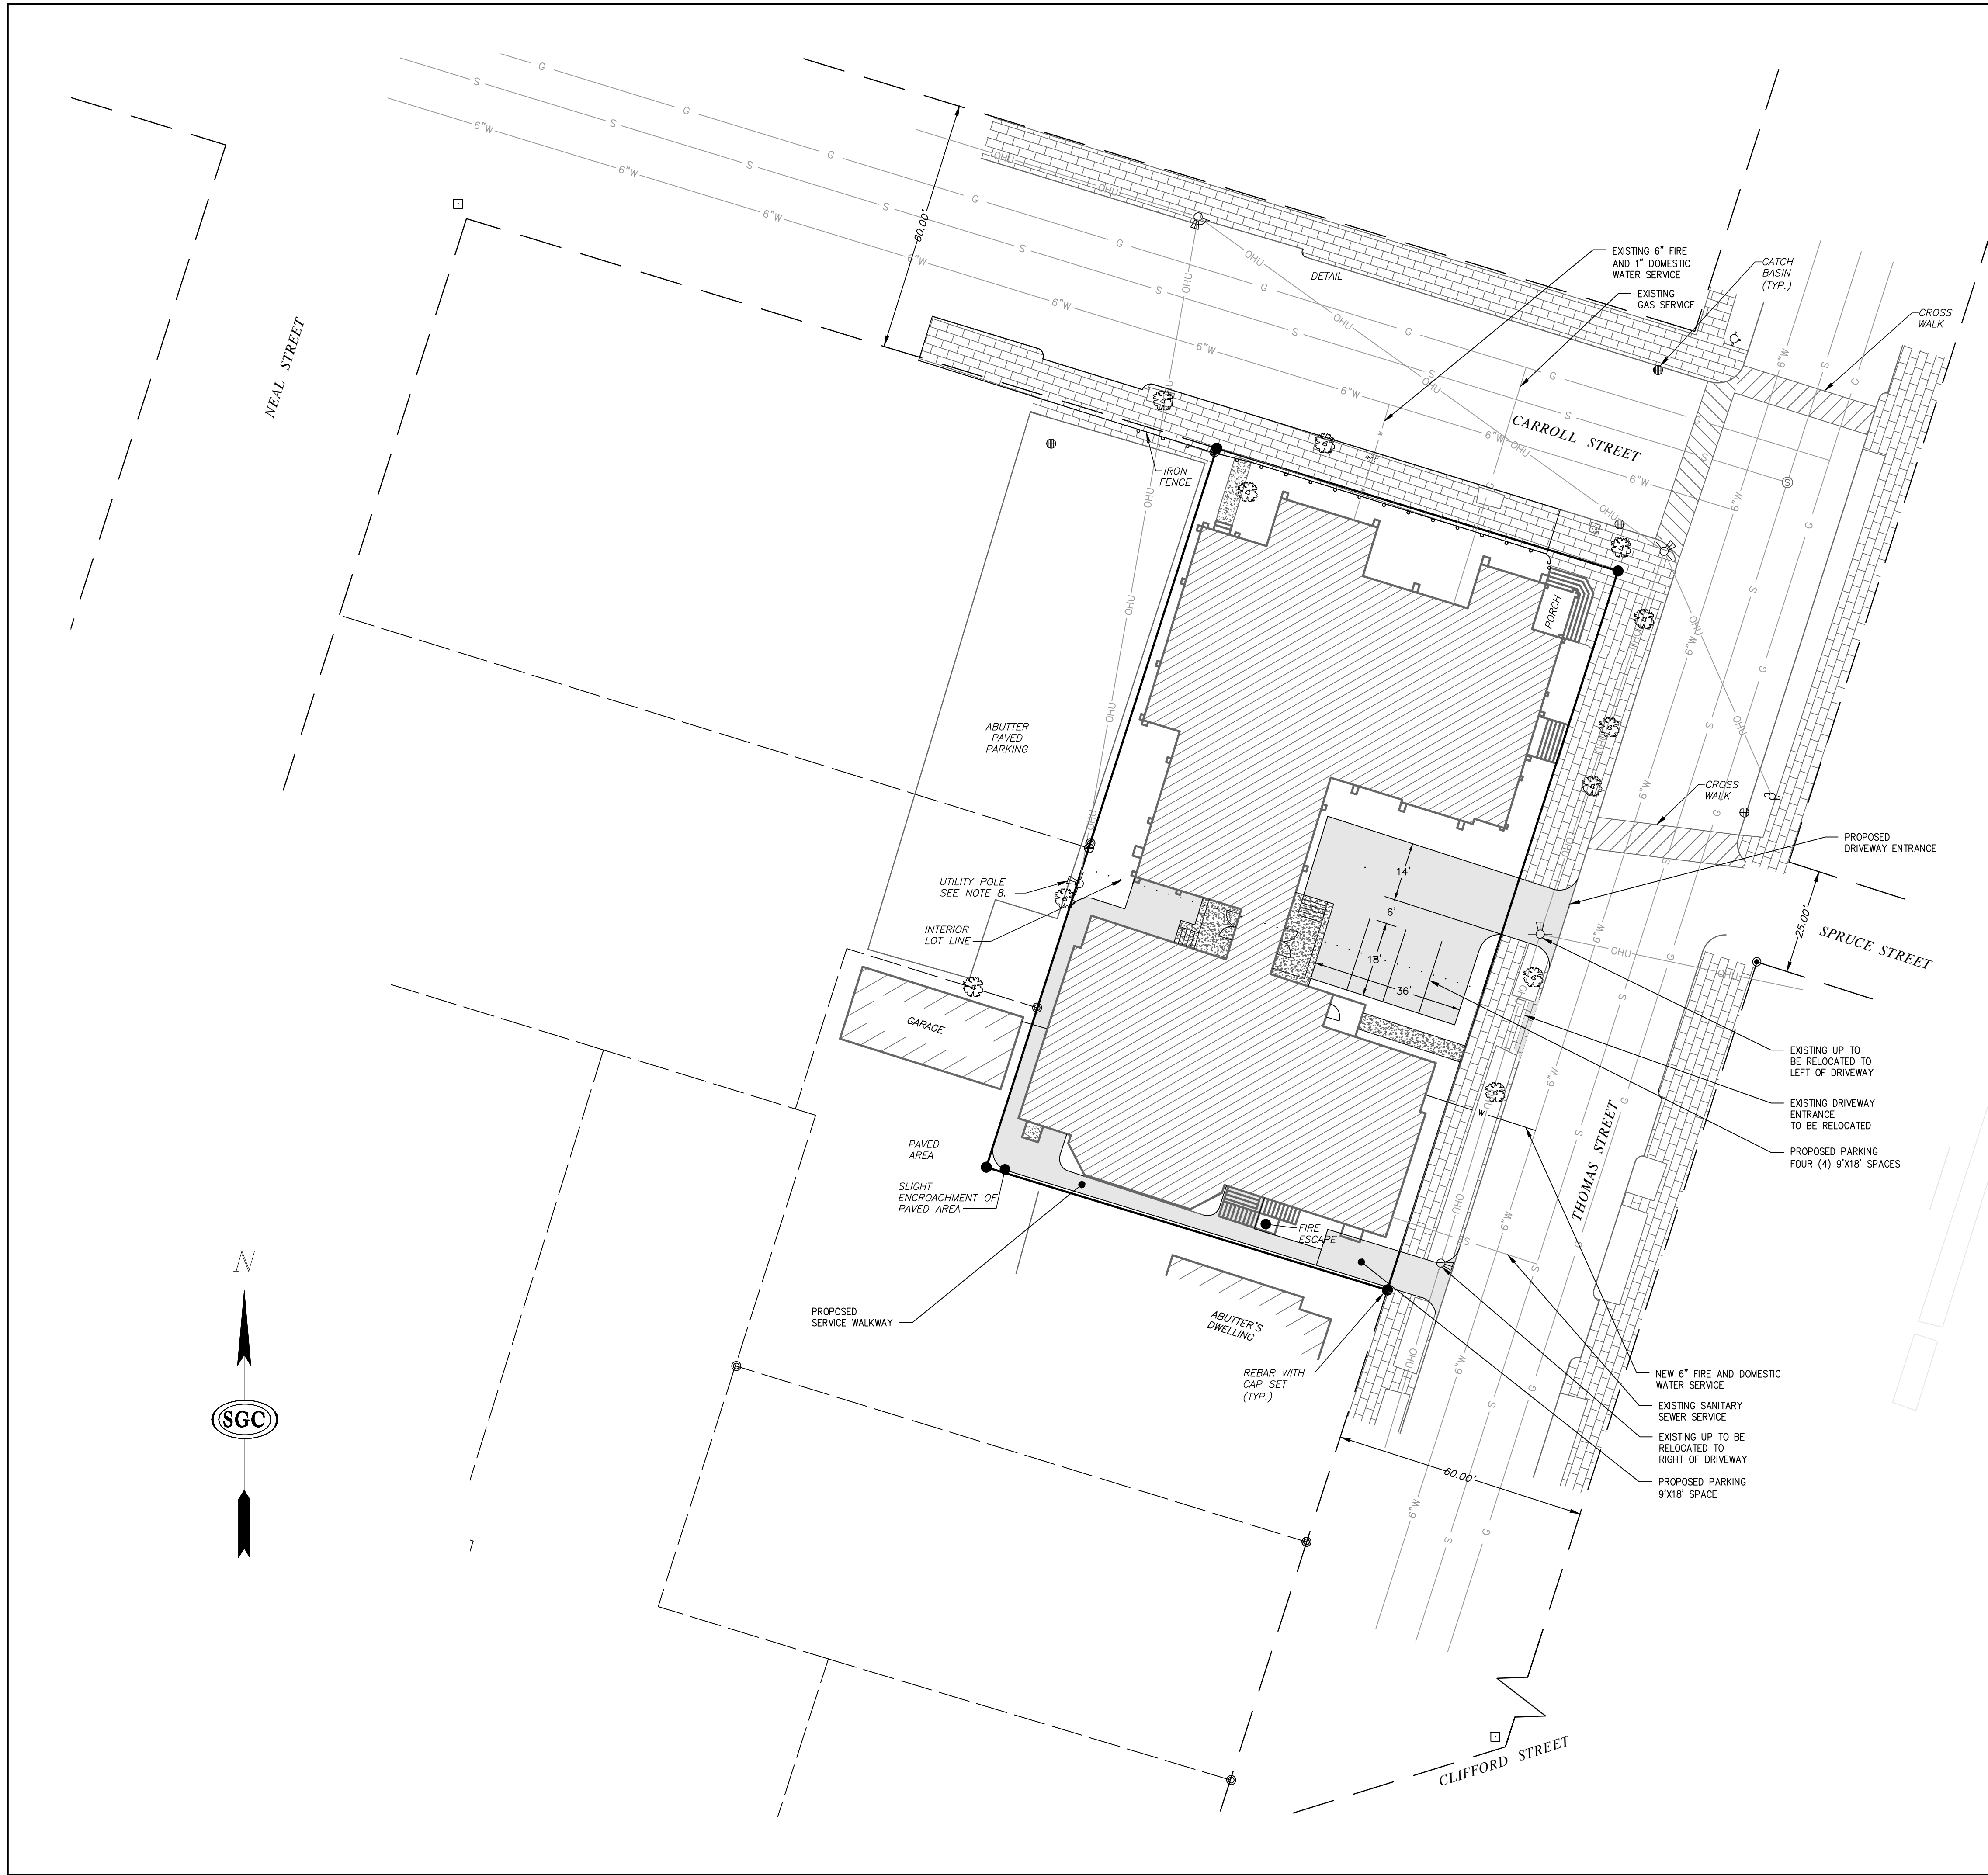 G
S
6"W
OHU
60.00'
DETAIL
EXISTING 6" FIRE
AND 1" DOMESTIC
WATER SERVICE
EXISTING
GAS SERVICE
CATCH
BASIN
(TYP.)
CROSS
WALK
NEAL STREET
CARROLL STREET
IRON
FENCE
PORCH
ABUTTER
PAVED
PARKING
CROSS
WALK
PROPOSED
DRIVEWAY ENTRANCE
14'
6'
18'
36'
25.00'
SPRUCE STREET
UTILITY POLE
SEE NOTE 8.
INTERIOR
LOT LINE
GARAGE
EXISTING UP TO
BE RELOCATED TO
LEFT OF DRIVEWAY
EXISTING DRIVEWAY
ENTRANCE
TO BE RELOCATED
PROPOSED PARKING
FOUR (4) 9'X18' SPACES
W
THOMAS STREET
PAVED
AREA
SLIGHT
ENCROACHMENT OF
PAVED AREA
FIRE
ESCAPE
N
SGC
PROPOSED
SERVICE WALKWAY
ABUTTER'S
DWELLING
REBAR WITH
CAP SET
(TYP.)
NEW 6" FIRE AND DOMESTIC
WATER SERVICE
EXISTING SANITARY
SEWER SERVICE
EXISTING UP TO BE
RELOCATED TO
RIGHT OF DRIVEWAY
PROPOSED PARKING
9'X18' SPACE
60.00'
CLIFFORD STREET